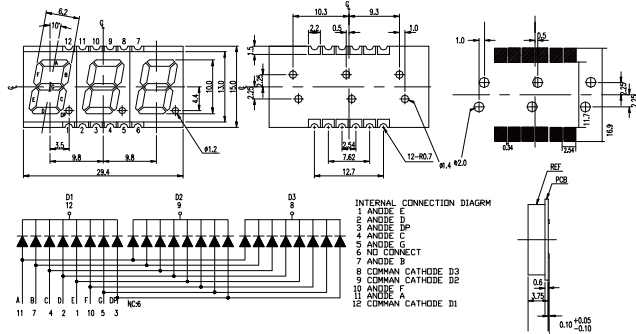 6.2
10°
12 11 10 9 8 7
A
F B
G
E C
D DP
1 2 3 4 5 6
4.4
10.0
13.0
15.0
ø1.2
3.5
9.8 9.8
29.4
10.3 9.3
2.2 0.5 1.0
1.5
2.25
2.25
2.54
7.62
12.7
12-R0.7
ø1.4
1.0 0.5
2.25
2.25
ø2.0
11.7
16.9
0.34 2.54
D1 D2 D3
12 9 8
A B C D E F G DP
11 7 4 2 1 10 5 3
NC:6
INTERNAL CONNECTION DIAGRM
1 ANODE E
2 ANODE D
3 ANODE DP
4 ANODE C
5 ANODE G
6 NO CONNECT
7 ANODE B
8 COMMAN CATHODE D3
9 COMMAN CATHODE D2
10 ANODE F
11 ANODE A
12 COMMAN CATHODE D1
REF
PCB
0.6
3.75
0.10 +0.05
-0.10